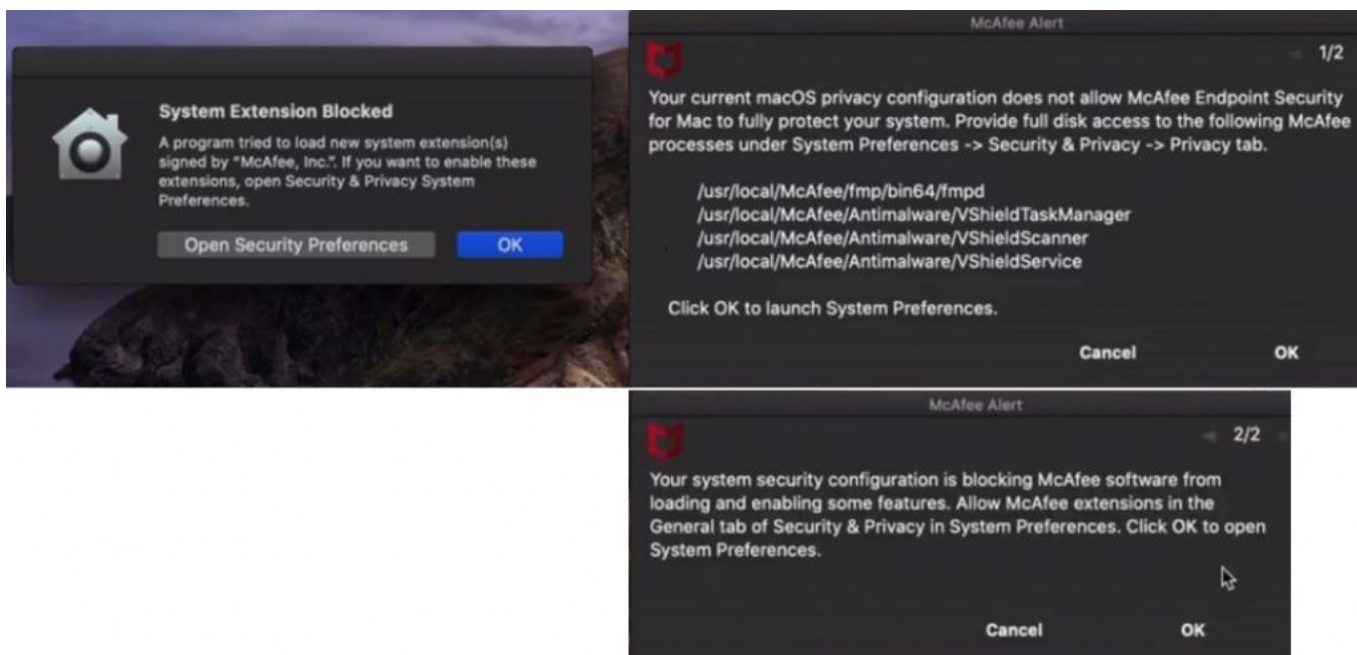 System Extension Blocked
A program tried to load new system extension(s)
signed by “McAfee, Inc.”. If you want to enable these
extensions, open Security & Privacy System
Preferences.
Open Security Preferences
OK
McAfee Alert
1/2
Your current macOS privacy configuration does not allow McAfee Endpoint Security
for Mac to fully protect your system. Provide full disk access to the following McAfee
processes under System Preferences -> Security & Privacy -> Privacy tab.
/usr/local/McAfee/fmp/bin64/fmpd
/usr/local/McAfee/Antimalware/VShieldTaskManager
/usr/local/McAfee/Antimalware/VShieldScanner
/usr/local/McAfee/Antimalware/VShieldService
Click OK to launch System Preferences.
Cancel
OK
McAfee Alert
2/2
Your system security configuration is blocking McAfee software from
loading and enabling some features. Allow McAfee extensions in the
General tab of Security & Privacy in System Preferences. Click OK to open
System Preferences.
Cancel
OK